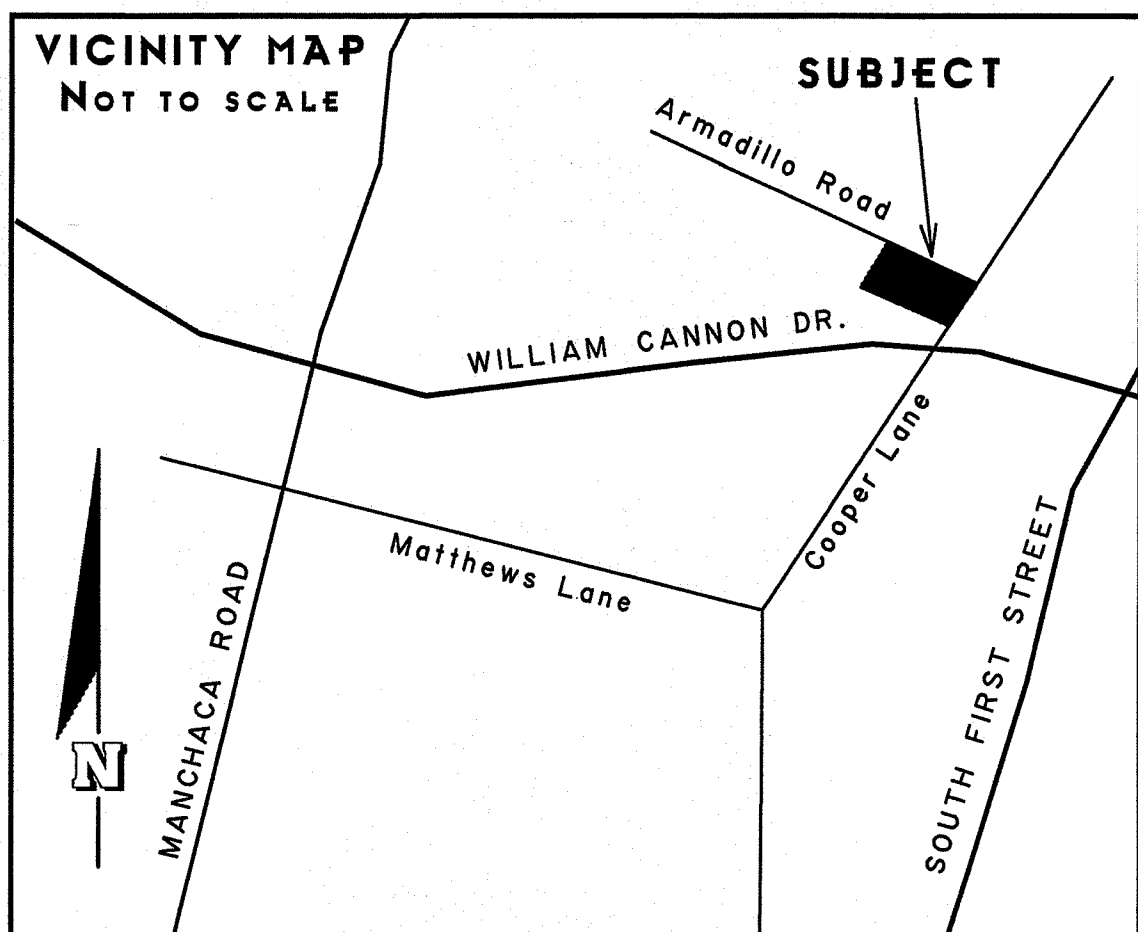 VICINITY MAP
NOT TO SCALE
SUBJECT
Armadillo Road
WILLIAM CANNON DR.
Cooper Lane
Matthews Lane
MANCHACA ROAD
SOUTH FIRST STREET
N